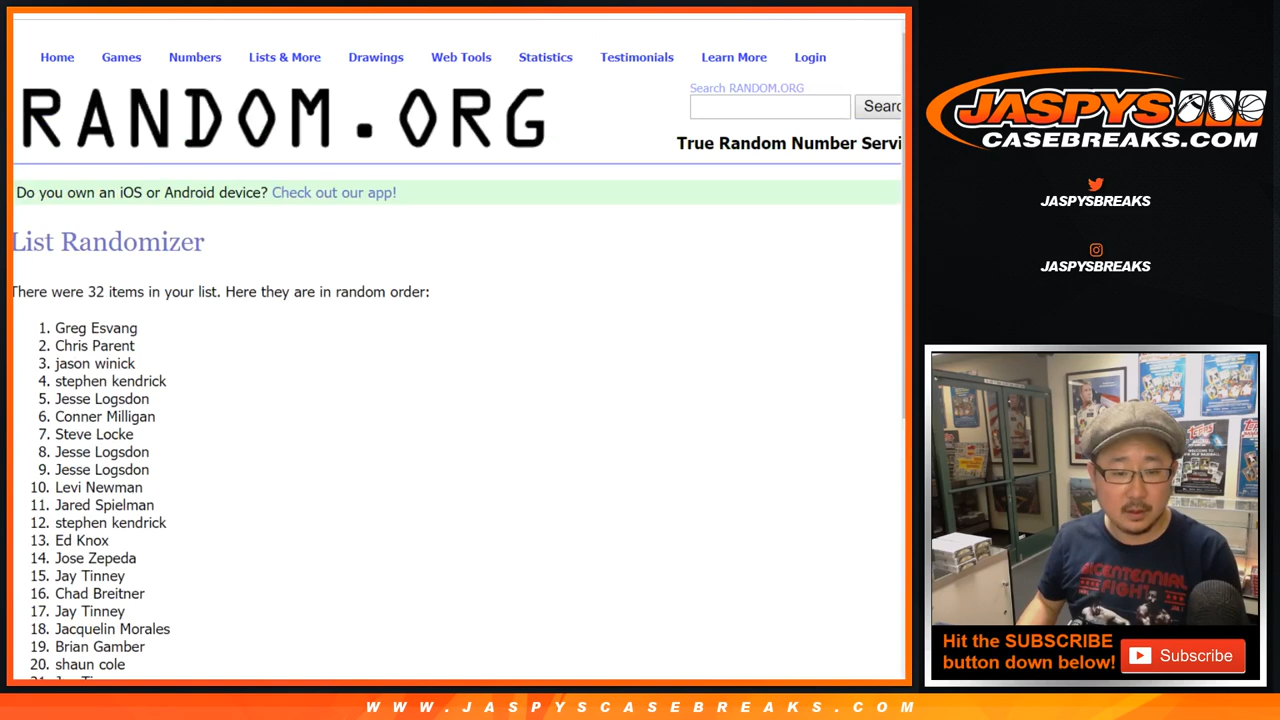 Home Games Numbers Lists & More Drawings Web Tools Statistics Testimonials Learn More Login
RANDOM.ORG
Search RANDOM.ORG
True Random Number Servi
Do you own an iOS or Android device? Check out our app!
List Randomizer
There were 32 items in your list. Here they are in random order:
1. Greg Esvang
2. Chris Parent
3. jason winick
4. stephen kendrick
5. Jesse Logsdon
6. Conner Milligan
7. Steve Locke
8. Jesse Logsdon
9. Jesse Logsdon
10. Levi Newman
11. Jared Spielman
12. stephen kendrick
13. Ed Knox
14. Jose Zepeda
15. Jay Tinney
16. Chad Breitner
17. Jay Tinney
18. Jacquelin Morales
19. Brian Gamber
20. shaun cole
JASPYS
CASEBREAKS.COM
JASPYSBREAKS
JASPYSBREAKS
BICENTENNIAL
FIGHT
Hit the SUBSCRIBE
button down below!
Subscribe
WWW.JASPYSCASEBREAKS.COM